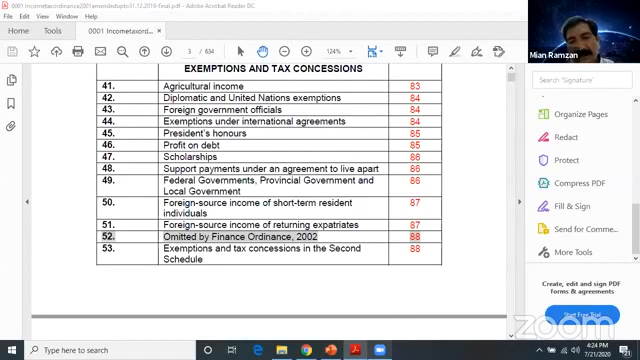 0001 Incometaxordinance2001amendedupto31.12.2019-final.pdf - Adobe Acrobat Reader DC
File Edit View Window Help
Home Tools 0001 Incometaxord...
3 / 634 124%
EXEMPTIONS AND TAX CONCESSIONS
41. Agricultural income 83
42. Diplomatic and United Nations exemptions 84
43. Foreign government officials 84
44. Exemptions under international agreements 84
45. President's honours 85
46. Profit on debt 85
47. Scholarships 86
48. Support payments under an agreement to live apart 86
49. Federal Governments, Provincial Government and 86
Local Government
50. Foreign-source income of short-term resident 87
individuals
51. Foreign-source income of returning expatriates 87
52. Omitted by Finance Ordinance, 2002 88
53. Exemptions and tax concessions in the Second 88
Schedule
Mian Ramzan
Search "Signature"
Organize Pages
Redact
Protect
Compress PDF
Fill & Sign
Send for Comme...
More Tools
Create, edit and sign PDF
forms & agreements
Start Free Trial
zoom
Type here to search
4:24 PM
7/21/2020